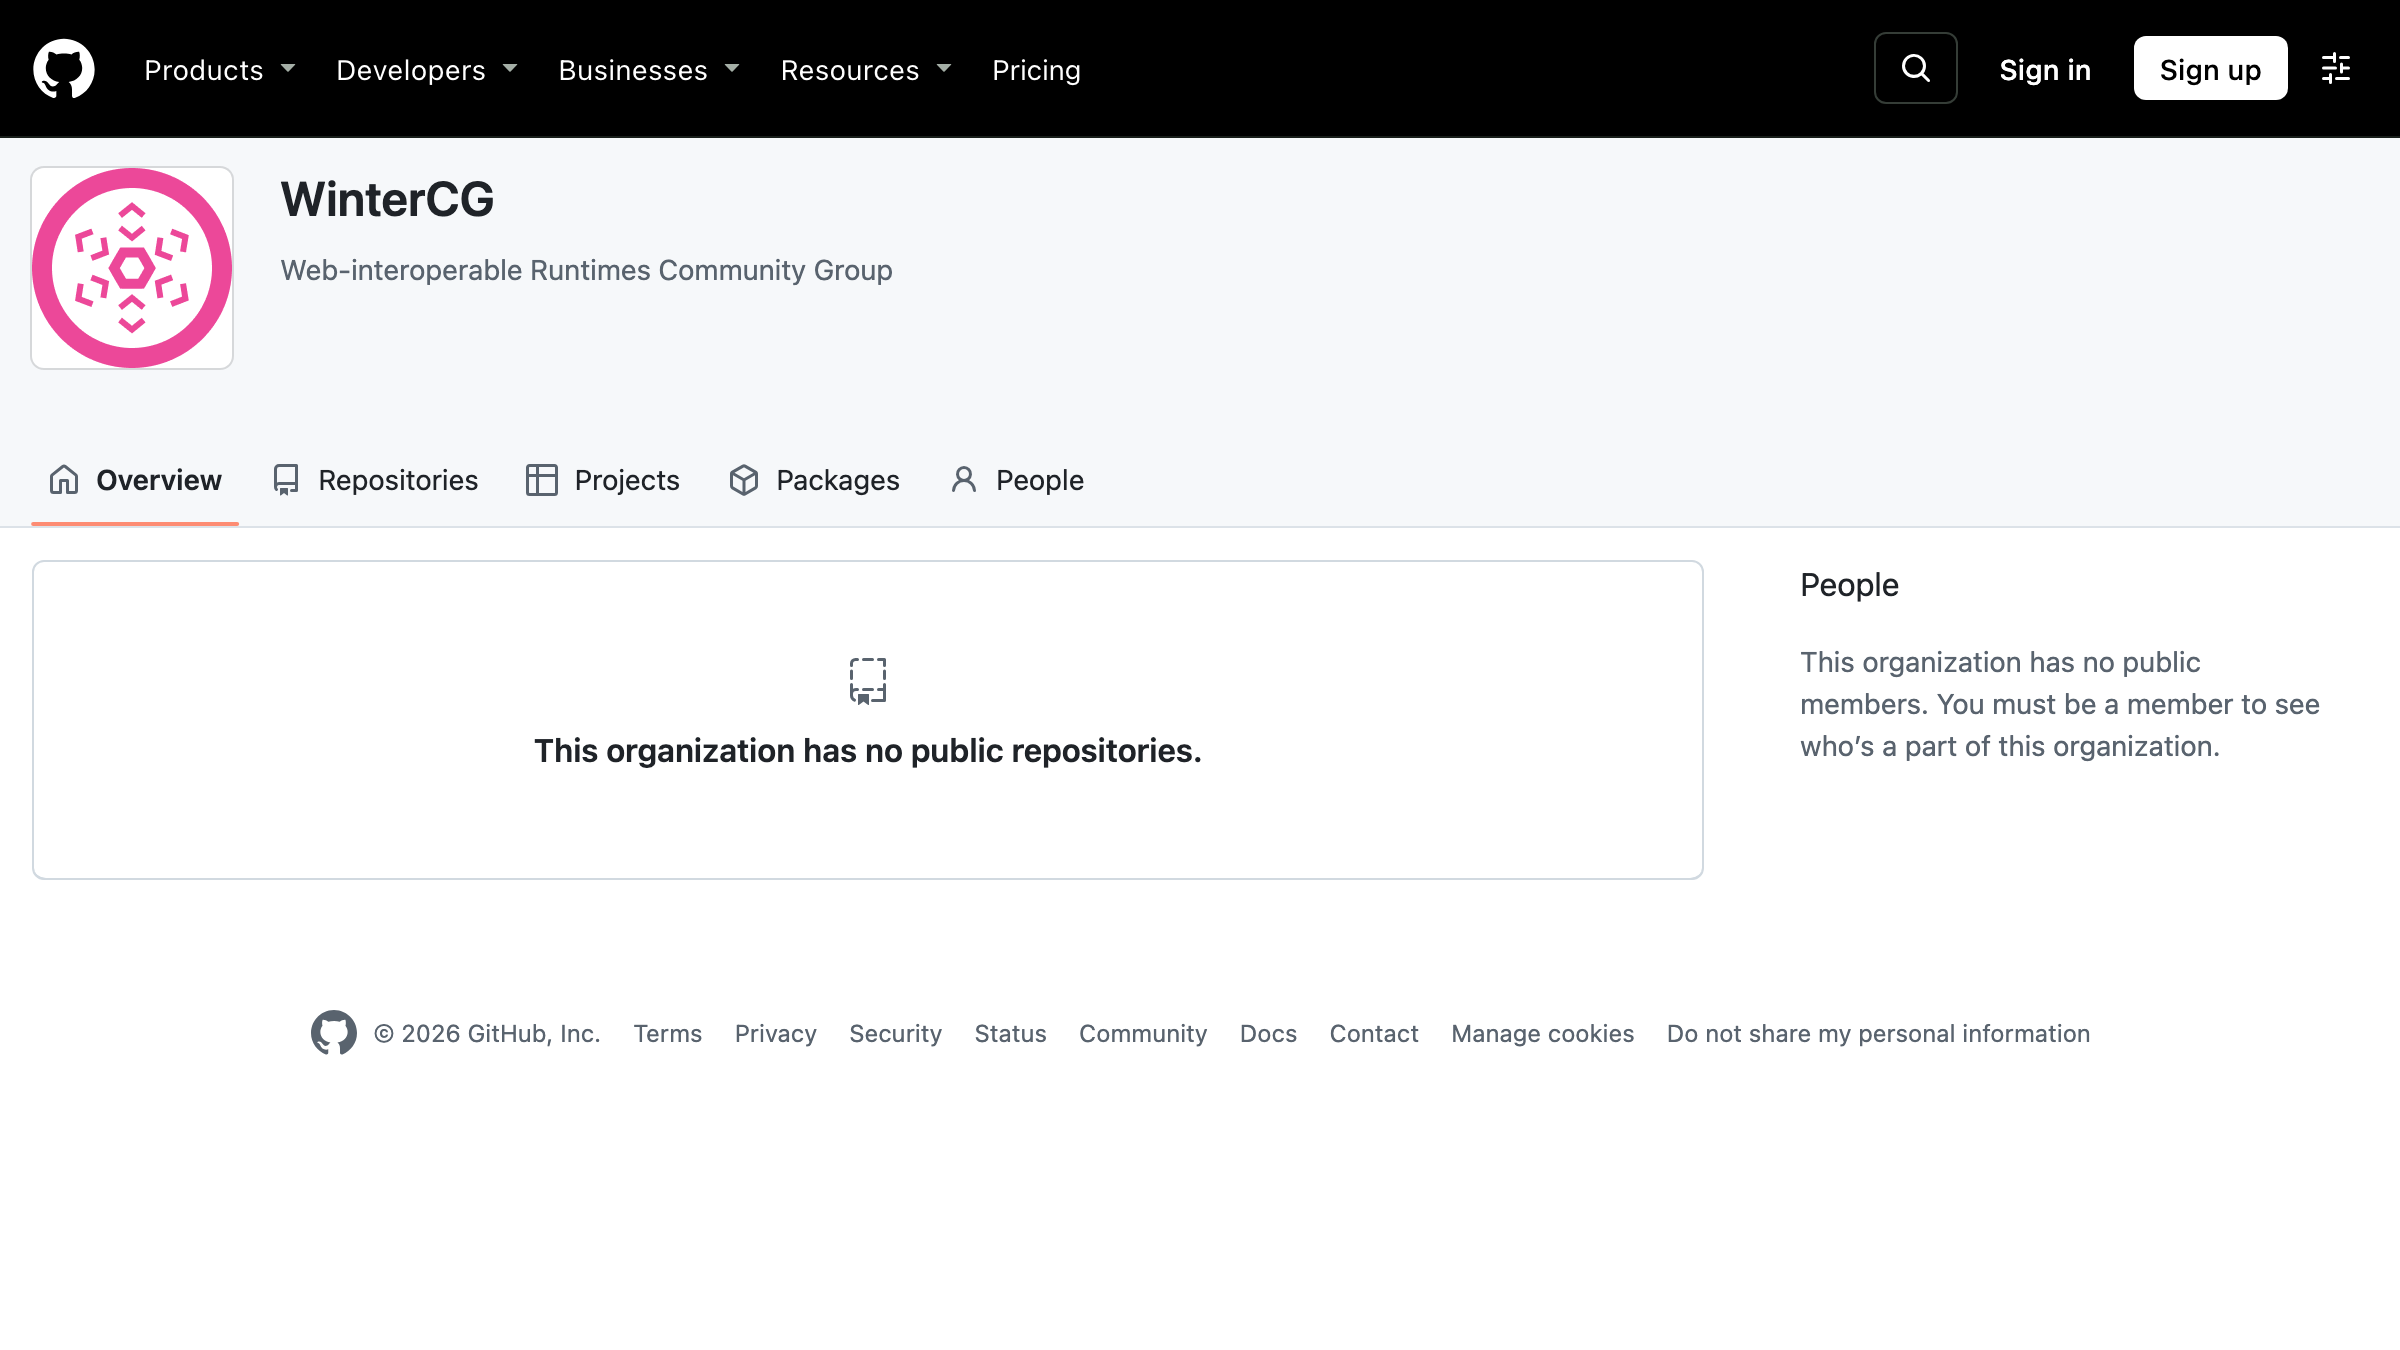 Products Developers Businesses Resources Pricing Sign in Sign up
WinterCG
Web-interoperable Runtimes Community Group
Overview Repositories Projects Packages People
This organization has no public repositories.
People
This organization has no public
members. You must be a member to see
who’s a part of this organization.
© 2026 GitHub, Inc. Terms Privacy Security Status Community Docs Contact Manage cookies Do not share my personal information